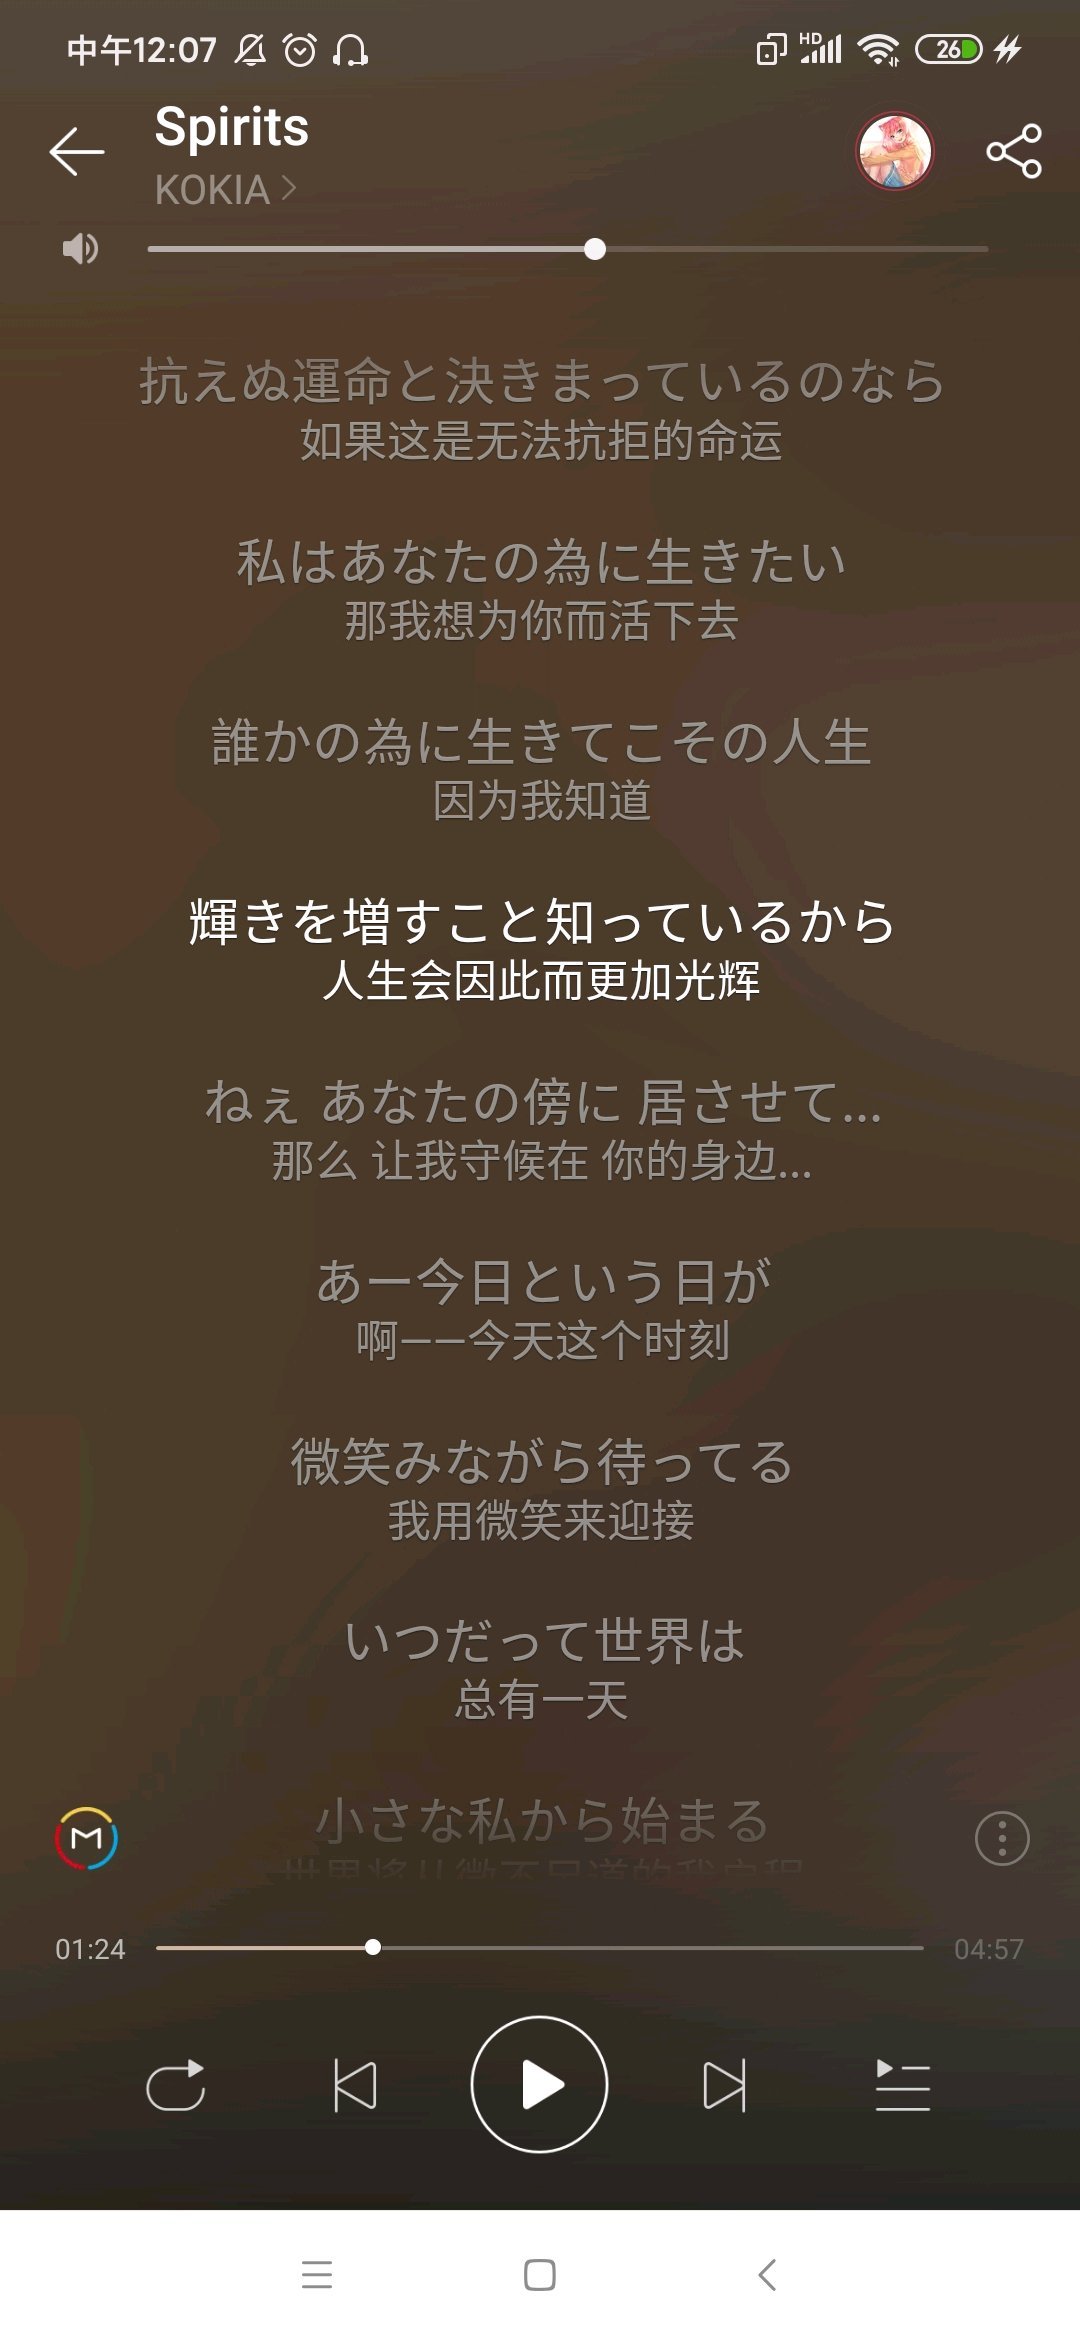 中午12:07
HD
26
Spirits
KOKIA
抗えぬ運命と決きまっているのなら
如果这是无法抗拒的命运
私はあなたの為に生きたい
那我想为你而活下去
誰かの為に生きてこその人生
因为我知道
輝きを増すこと知っているから
人生会因此而更加光辉
ねぇ あなたの傍に 居させて...
那么 让我守候在 你的身边...
あー今日という日が
啊——今天这个时刻
微笑みながら待ってる
我用微笑来迎接
いつだって世界は
总有一天
小さな私から始まる
M
01:24
04:57